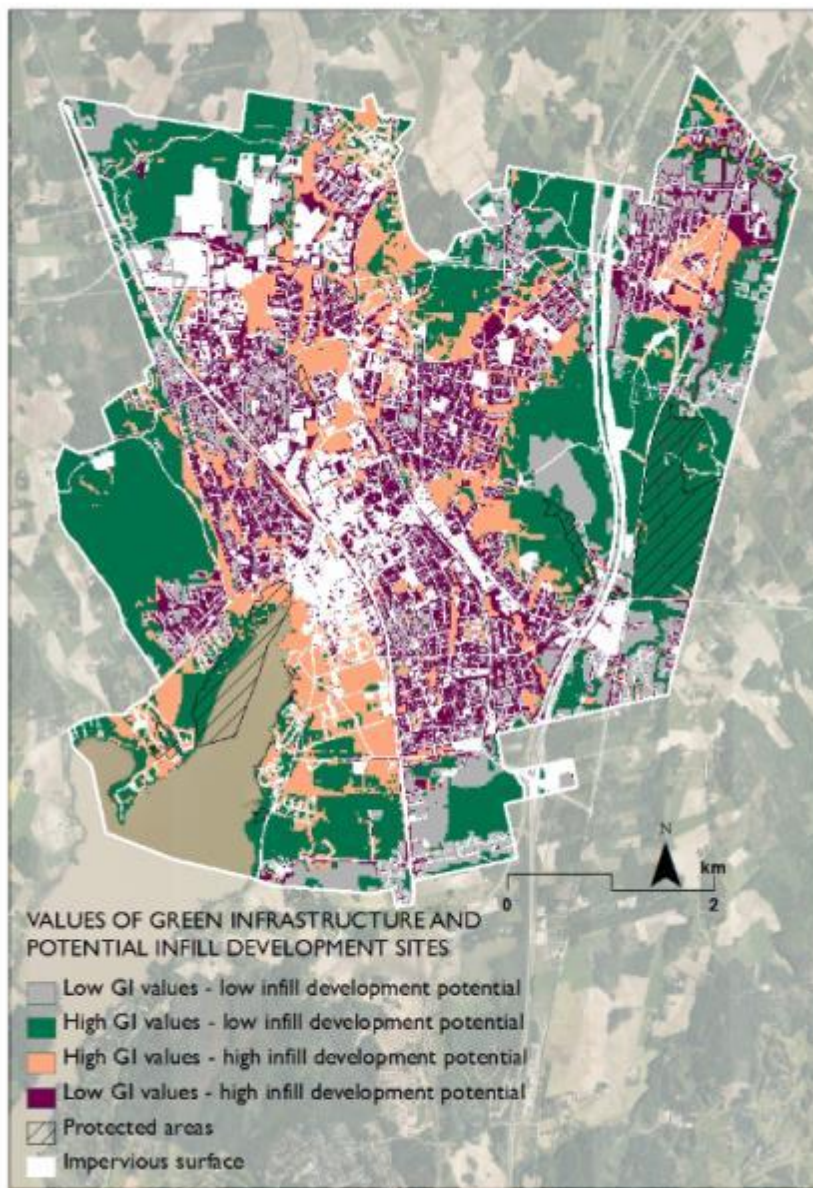 N
km
0
2
VALUES OF GREEN INFRASTRUCTURE AND
POTENTIAL INFILL DEVELOPMENT SITES
Low GI values - low infill development potential
High GI values - low infill development potential
High GI values - high infill development potential
Low GI values - high infill development potential
Protected areas
Impervious surface